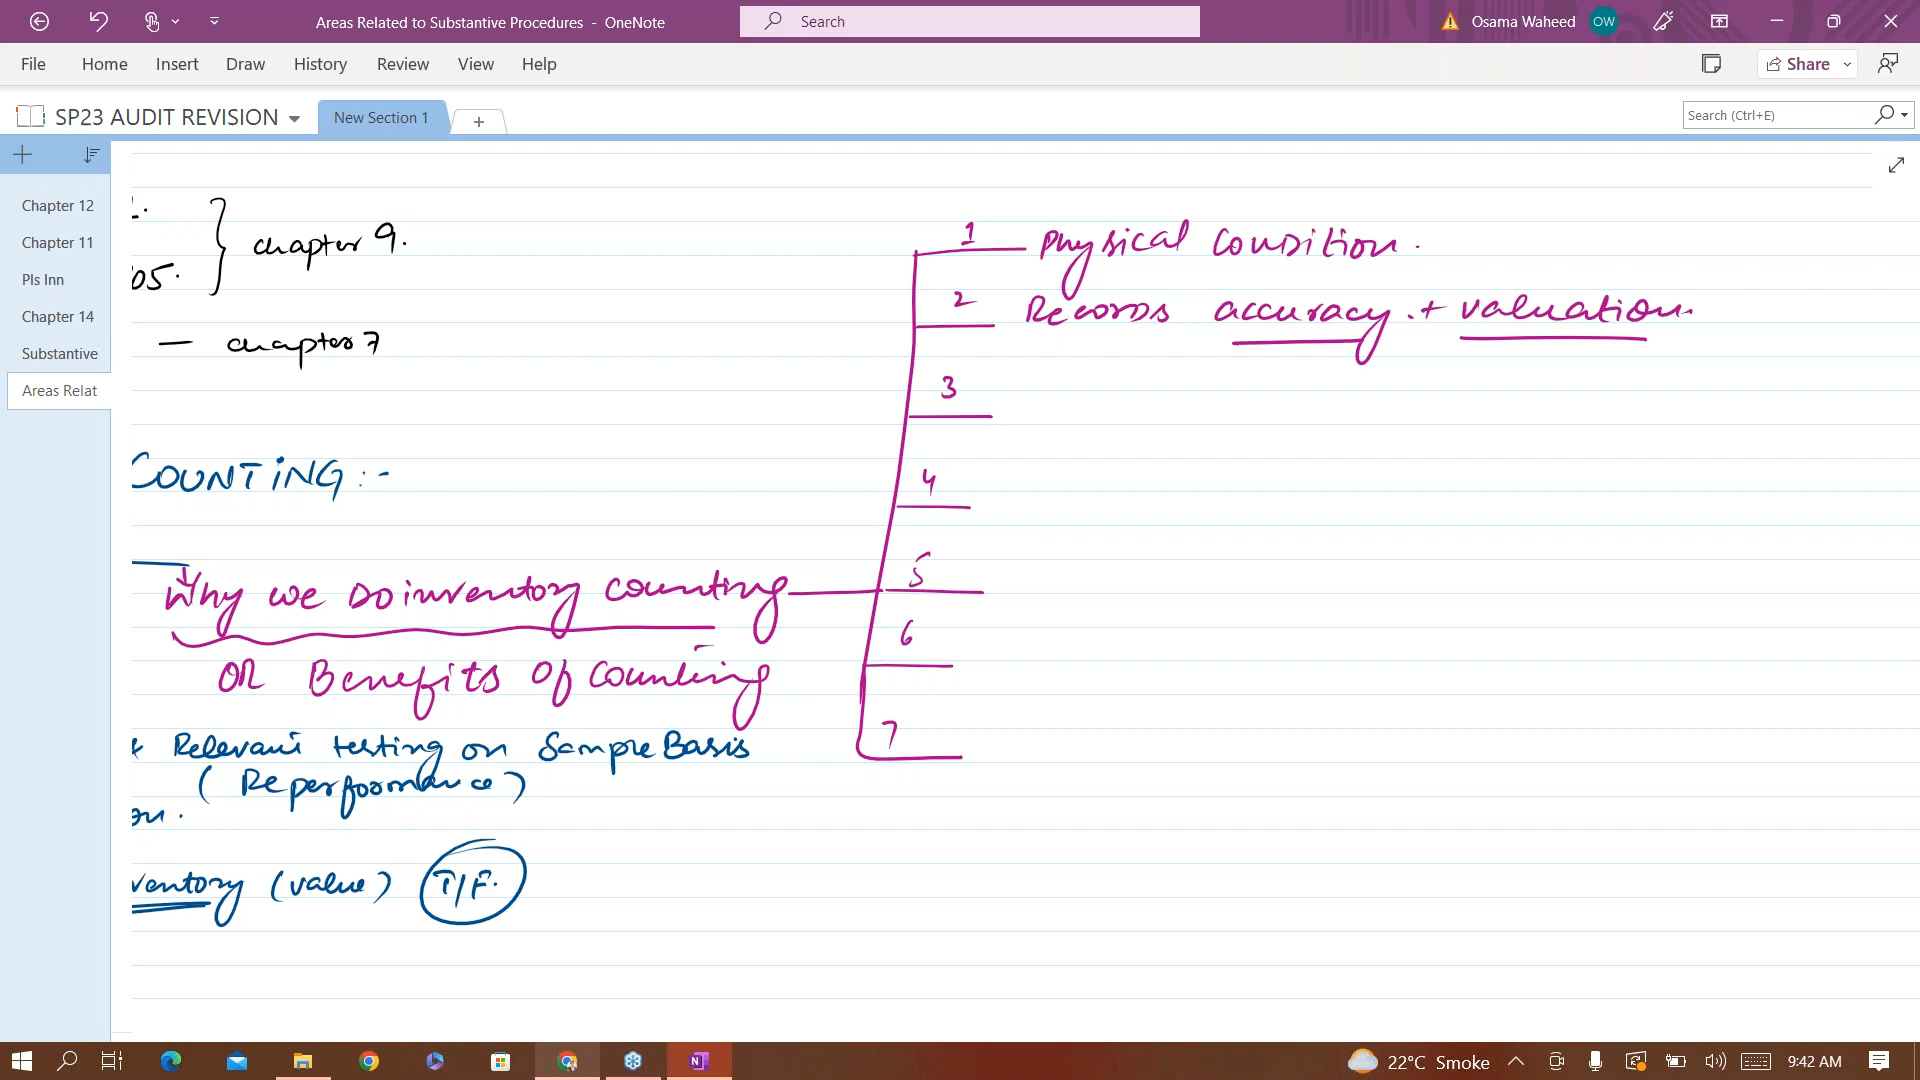 Areas Related to Substantive Procedures - OneNote
Search
Osama Waheed
OW
File Home Insert Draw History Review View Help
Share
SP23 AUDIT REVISION
New Section 1
Search (Ctrl+E)
Chapter 12
Chapter 11
Pls Inn
Chapter 14
Substantive
Areas Relat
chapter 9.
05.
— chapter 7
COUNTING :-
Why we Do inventory counting
OR Benefits of counting
Relevant testing on Sample Basis
(Reperformance)
on.
ventory (value) T/F.
1 Physical Condition.
2 Records accuracy. + valuation.
3
4
5
6
7
22°C Smoke
9:42 AM